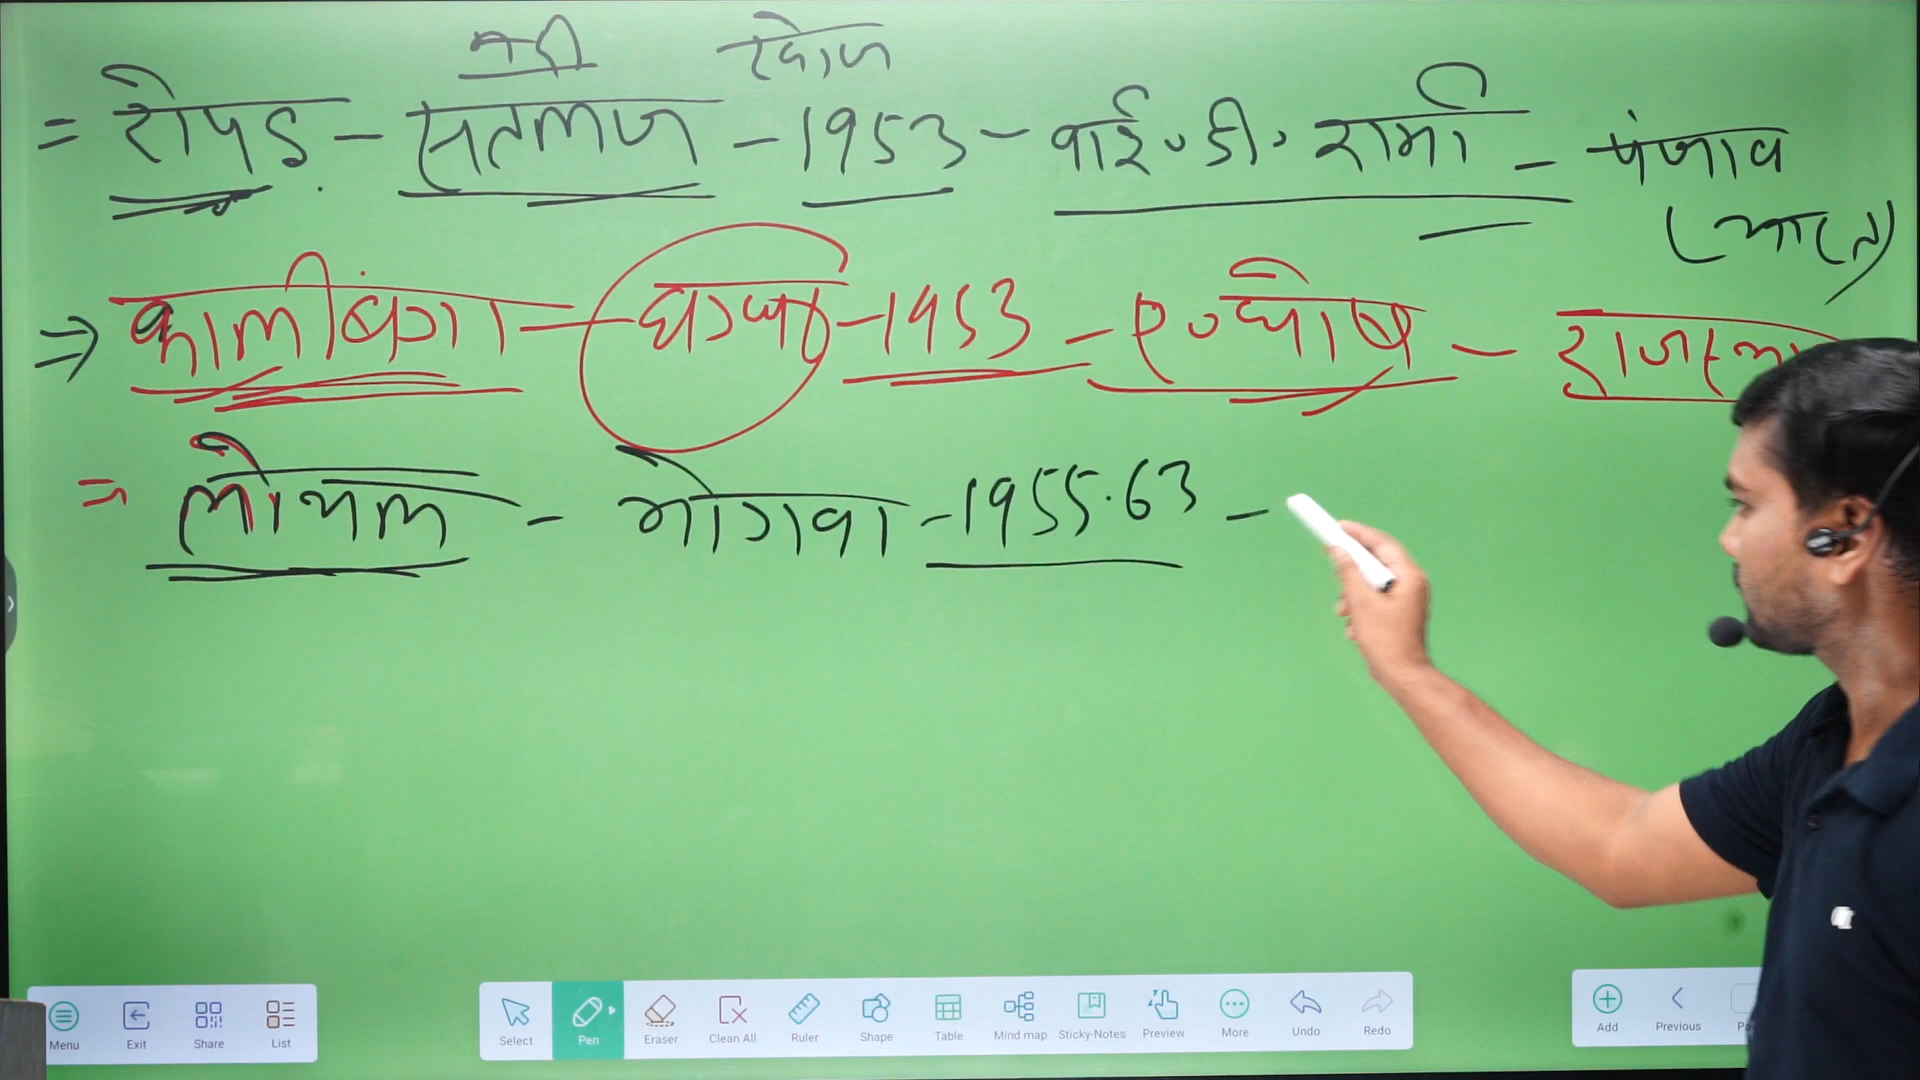 नदी खोज
= रोपड़ - सतलज - 1953 - वाई. डी. शर्मा - पंजाब
(भारत)
⇒ कालीबंगा - घग्घर - 1953 - ए० घोष - राजस्था
= लोथल - भोगवा - 1955.63 -
Menu Exit Share List Select Pen Eraser Clean All Ruler Shape Table Mind map Sticky-Notes Preview More Undo Redo Add Previous